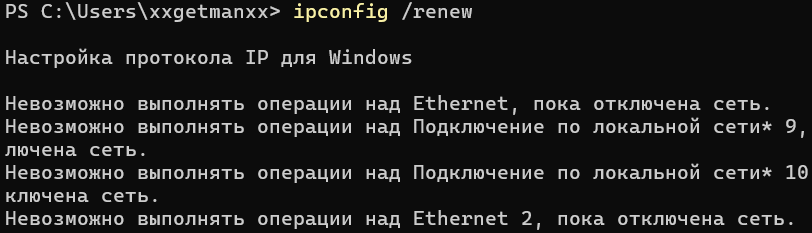 PS C:\Users\xxgetmanxx> ipconfig /renew
Настройка протокола IP для Windows
Невозможно выполнять операции над Ethernet, пока отключена сеть.
Невозможно выполнять операции над Подключение по локальной сети* 9,
лючена сеть.
Невозможно выполнять операции над Подключение по локальной сети* 10
ключена сеть.
Невозможно выполнять операции над Ethernet 2, пока отключена сеть.